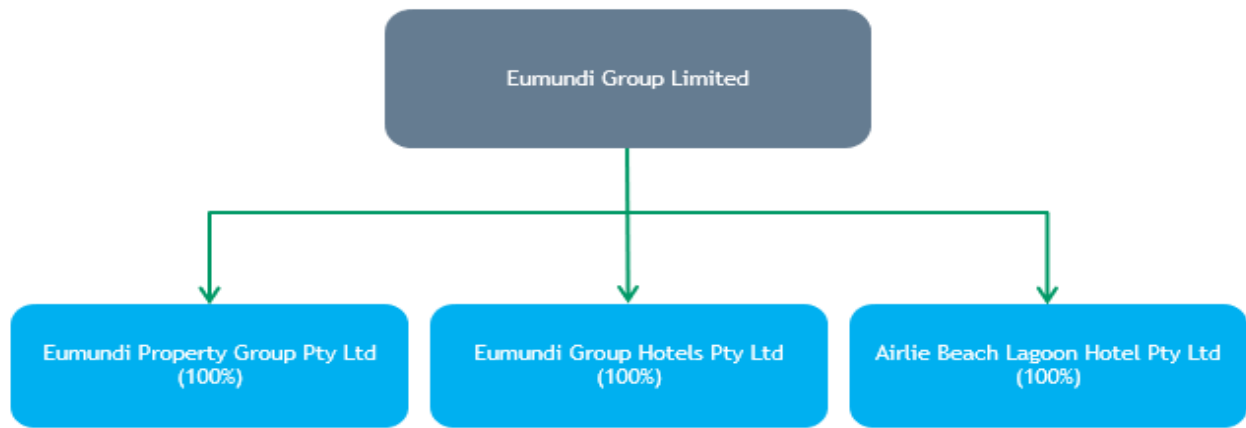 Eumundi Group Limited
Eumundi Property Group Pty Ltd
(100%)
Eumundi Group Hotels Pty Ltd
(100%)
Airlie Beach Lagoon Hotel Pty Ltd
(100%)